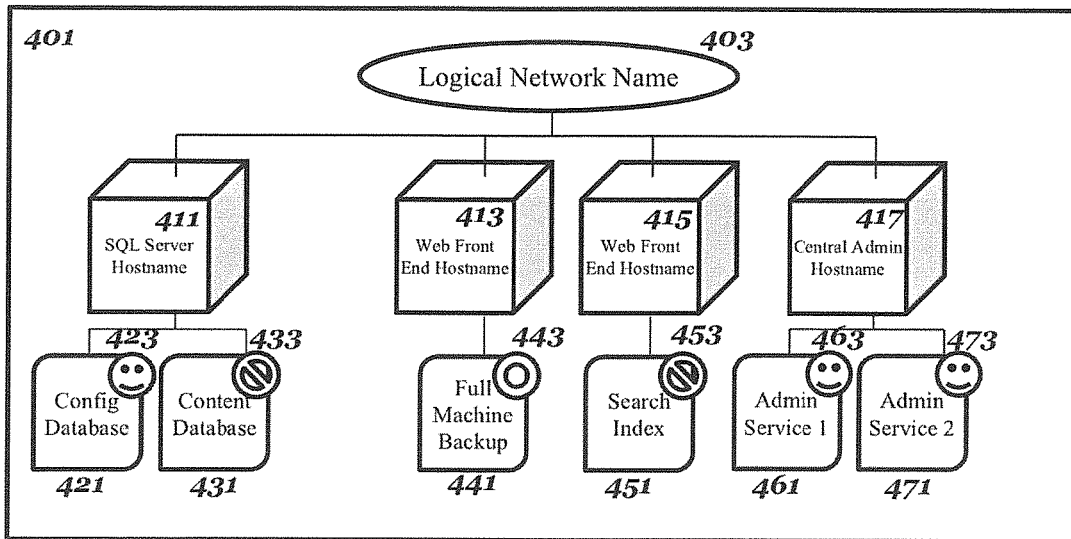 401
403
Logical Network Name
411
SQL Server
Hostname
413
Web Front
End Hostname
415
Web Front
End Hostname
417
Central Admin
Hostname
423
Config
Database
421
433
Content
Database
431
443
Full
Machine
Backup
441
453
Search
Index
451
463
Admin
Service 1
461
473
Admin
Service 2
471